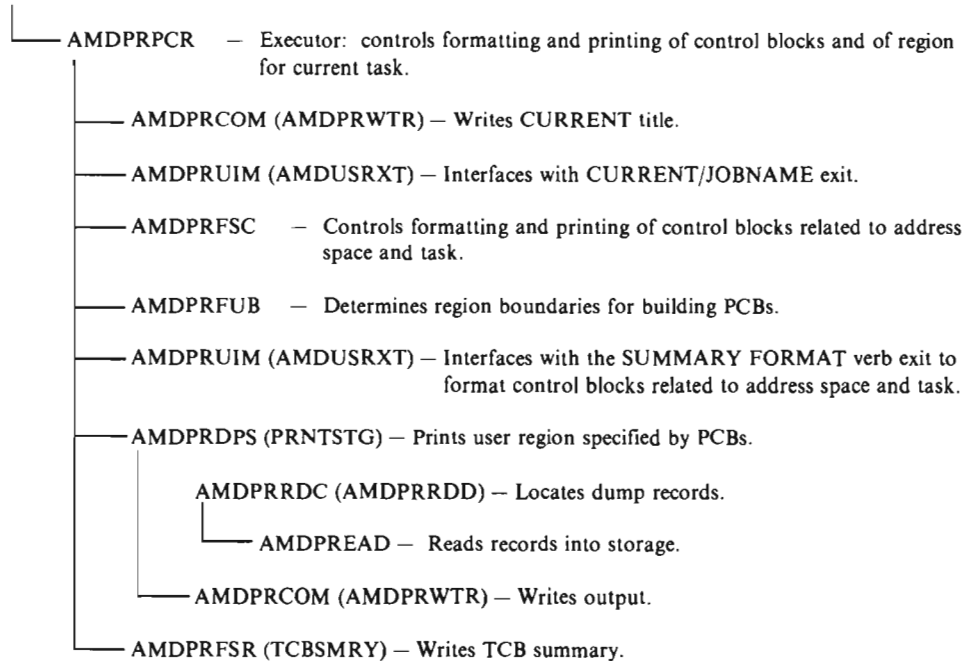 AMDPRPCR — Executor: controls formatting and printing of control blocks and of region
for current task.
AMDPRCOM (AMDPRWTR) — Writes CURRENT title.
AMDPRUIM (AMDUSRXT) — Interfaces with CURRENT/JOBNAME exit.
AMDPRFSC — Controls formatting and printing of control blocks related to address
space and task.
AMDPRFUB — Determines region boundaries for building PCBs.
AMDPRUIM (AMDUSRXT) — Interfaces with the SUMMARY FORMAT verb exit to
format control blocks related to address space and task.
AMDPRDPS (PRNTSTG) — Prints user region specified by PCBs.
AMDPRRDC (AMDPRRDD) — Locates dump records.
AMDPREAD — Reads records into storage.
AMDPRCOM (AMDPRWTR) — Writes output.
AMDPRFSR (TCBSMRY) — Writes TCB summary.